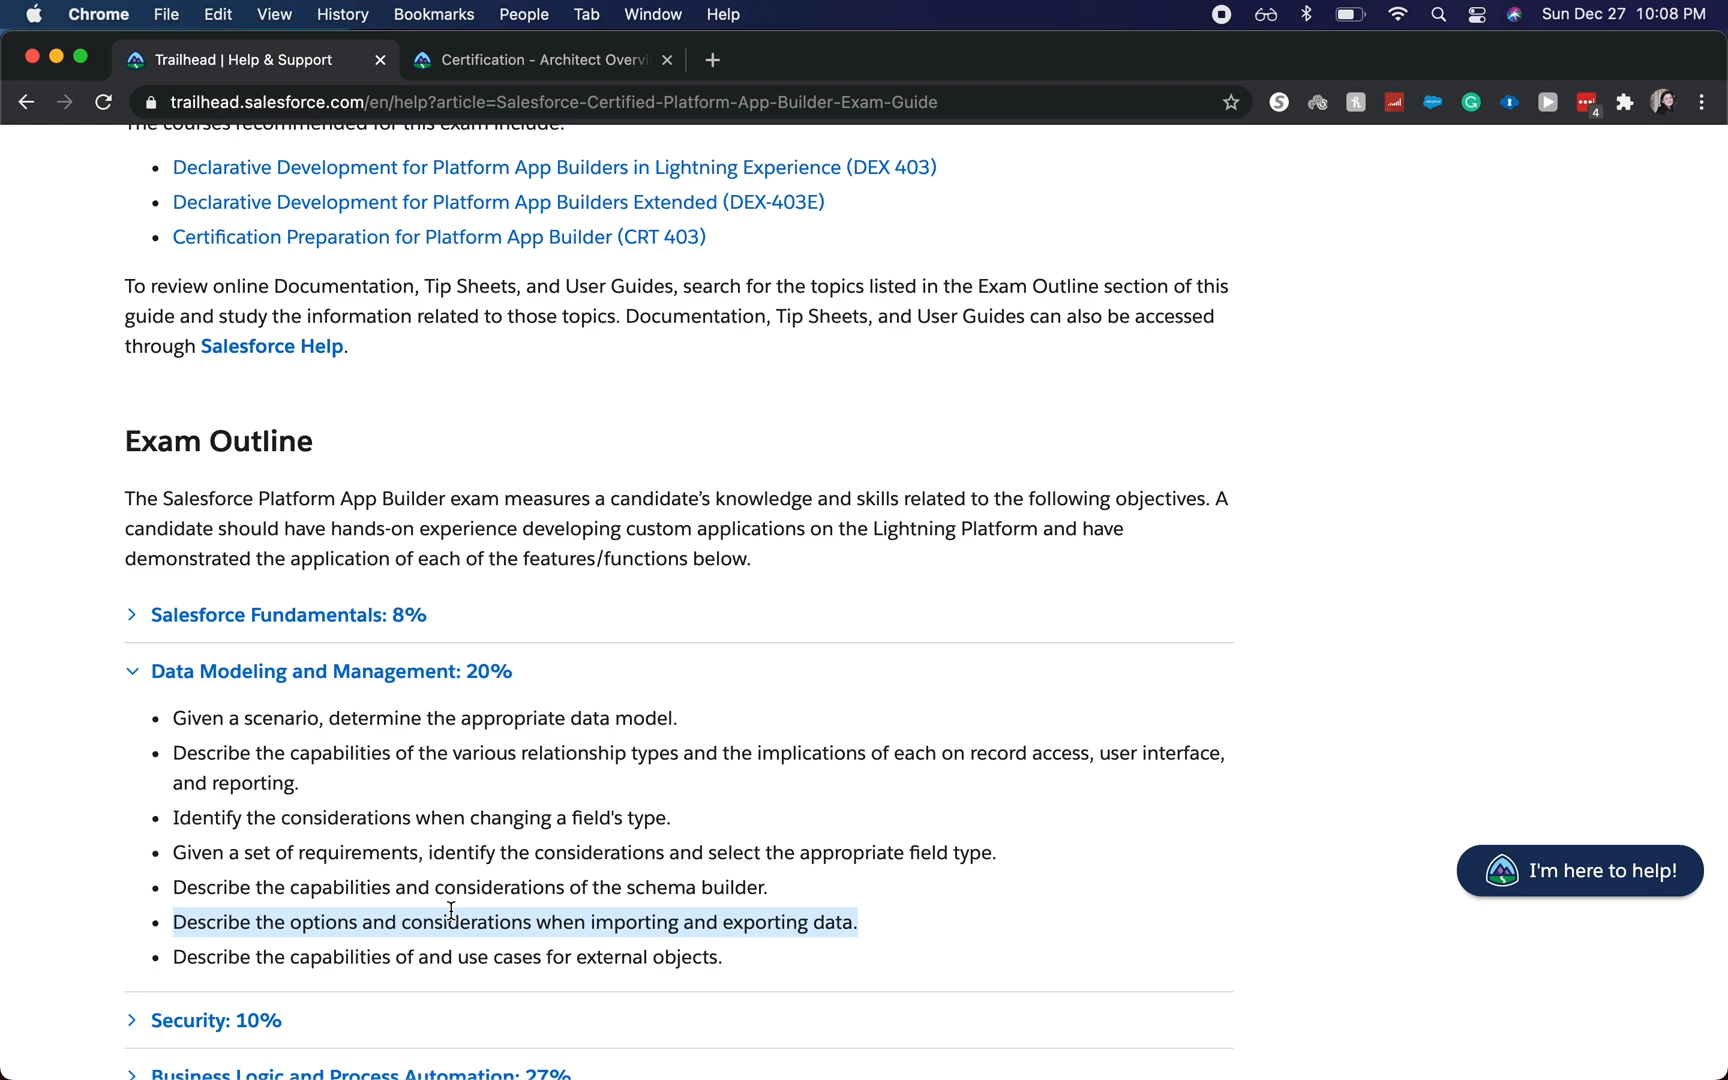 Chrome File Edit View History Bookmarks People Tab Window Help Sun Dec 27 10:08 PM
Trailhead | Help & Support Certification - Architect Overvi
trailhead.salesforce.com/en/help?article=Salesforce-Certified-Platform-App-Builder-Exam-Guide 4
The courses recommended for this exam include:
• Declarative Development for Platform App Builders in Lightning Experience (DEX 403)
• Declarative Development for Platform App Builders Extended (DEX-403E)
• Certification Preparation for Platform App Builder (CRT 403)
To review online Documentation, Tip Sheets, and User Guides, search for the topics listed in the Exam Outline section of this
guide and study the information related to those topics. Documentation, Tip Sheets, and User Guides can also be accessed
through Salesforce Help.
Exam Outline
The Salesforce Platform App Builder exam measures a candidate's knowledge and skills related to the following objectives. A
candidate should have hands-on experience developing custom applications on the Lightning Platform and have
demonstrated the application of each of the features/functions below.
Salesforce Fundamentals: 8%
Data Modeling and Management: 20%
• Given a scenario, determine the appropriate data model.
• Describe the capabilities of the various relationship types and the implications of each on record access, user interface,
and reporting.
• Identify the considerations when changing a field's type.
• Given a set of requirements, identify the considerations and select the appropriate field type.
• Describe the capabilities and considerations of the schema builder.
• Describe the options and considerations when importing and exporting data.
• Describe the capabilities of and use cases for external objects.
I'm here to help!
Security: 10%
Business Logic and Process Automation: 27%